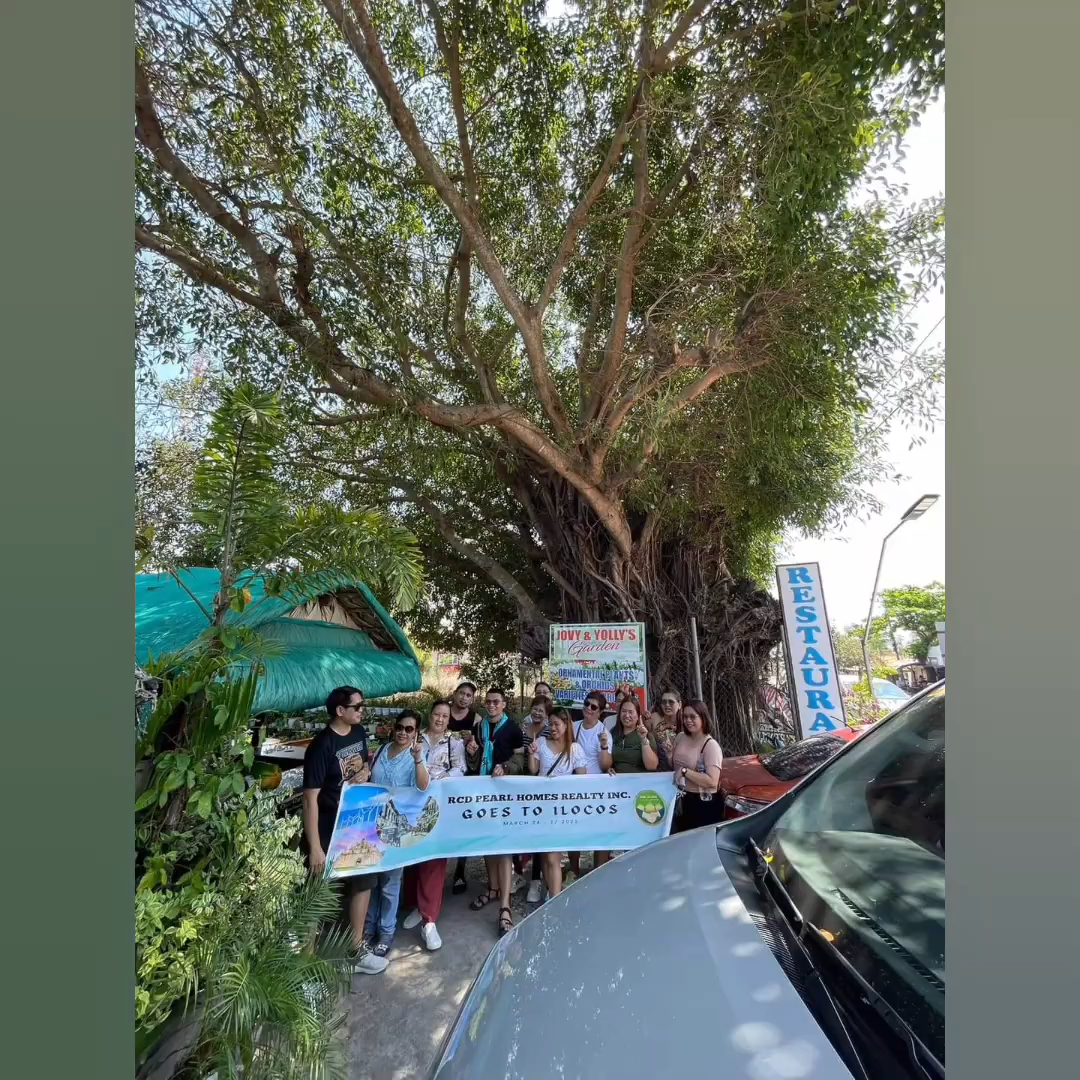 JOVY & YOLLY'S
Garden
ORNAMENTAL PLANTS
RESTAURA
RCD PEARL HOMES REALTY INC.
GOES TO ILOCOS